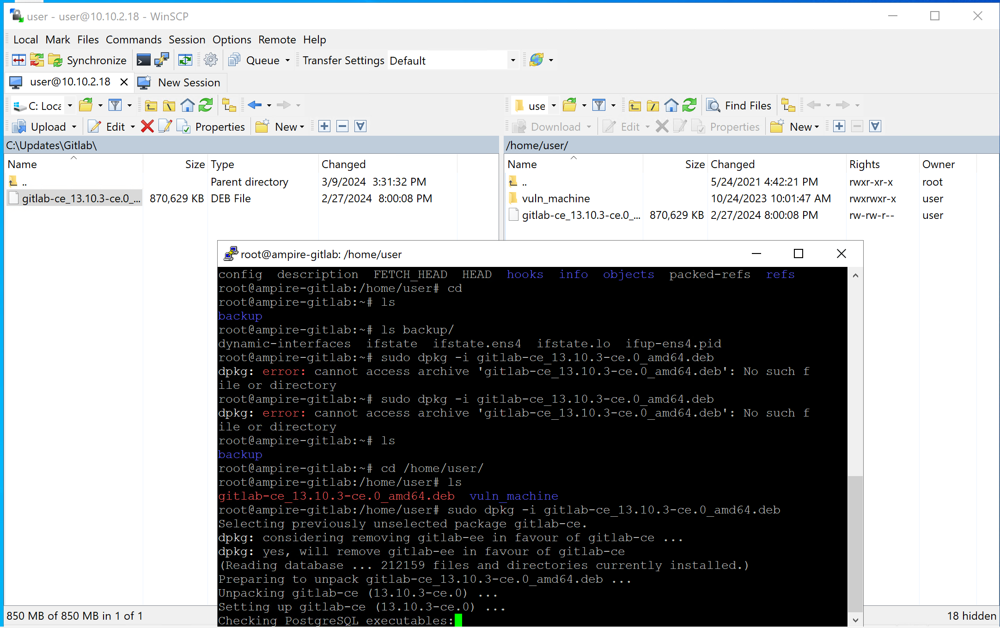 user - user@10.10.2.18 - WinSCP
Local Mark Files Commands Session Options Remote Help
Synchronize Queue Transfer Settings Default
user@10.10.2.18 New Session
C: Loca
use Find Files
Upload Edit Properties New
Download Edit Properties New
C:\Updates\Gitlab\
/home/user/
Name Size Type Changed
.. Parent directory 3/9/2024 3:31:32 PM
gitlab-ce_13.10.3-ce.0_... 870,629 KB DEB File 2/27/2024 8:00:08 PM
Name Size Changed Rights Owner
.. 5/24/2021 4:42:21 PM rwxr-xr-x root
vuln_machine 10/24/2023 10:01:47 AM rwxrwxr-x user
gitlab-ce_13.10.3-ce.0_... 870,629 KB 2/27/2024 8:00:08 PM rw-rw-r-- user
root@ampire-gitlab: /home/user
config description FETCH_HEAD HEAD hooks info objects packed-refs refs
root@ampire-gitlab:/home/user# cd
root@ampire-gitlab:~# ls
backup
root@ampire-gitlab:~# ls backup/
dynamic-interfaces ifstate ifstate.ens4 ifstate.lo ifup-ens4.pid
root@ampire-gitlab:~# sudo dpkg -i gitlab-ce_13.10.3-ce.0_amd64.deb
dpkg: error: cannot access archive 'gitlab-ce_13.10.3-ce.0_amd64.deb': No such f
ile or directory
root@ampire-gitlab:~# sudo dpkg -i gitlab-ce_13.10.3-ce.0_amd64.deb
dpkg: error: cannot access archive 'gitlab-ce_13.10.3-ce.0_amd64.deb': No such f
ile or directory
root@ampire-gitlab:~# ls
backup
root@ampire-gitlab:~# cd /home/user/
root@ampire-gitlab:/home/user# ls
gitlab-ce_13.10.3-ce.0_amd64.deb vuln_machine
root@ampire-gitlab:/home/user# sudo dpkg -i gitlab-ce_13.10.3-ce.0_amd64.deb
Selecting previously unselected package gitlab-ce.
dpkg: considering removing gitlab-ee in favour of gitlab-ce ...
dpkg: yes, will remove gitlab-ee in favour of gitlab-ce
(Reading database ... 212159 files and directories currently installed.)
Preparing to unpack gitlab-ce_13.10.3-ce.0_amd64.deb ...
Unpacking gitlab-ce (13.10.3-ce.0) ...
Setting up gitlab-ce (13.10.3-ce.0) ...
Checking PostgreSQL executables:
850 MB of 850 MB in 1 of 1
18 hidden